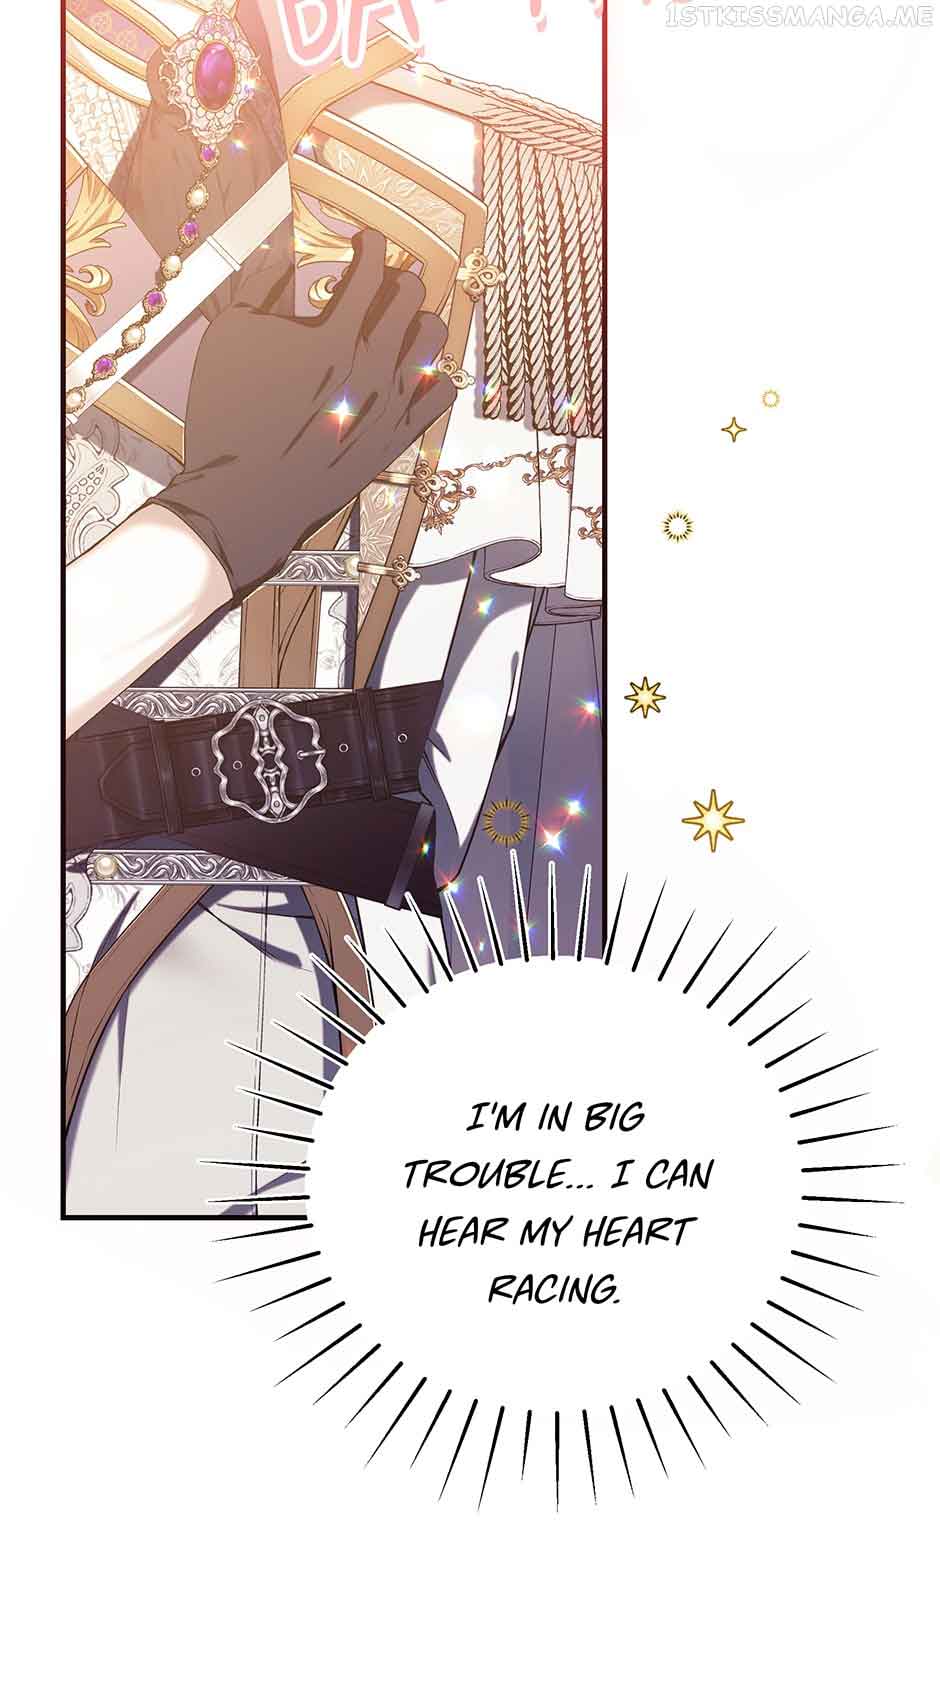 1STKISSMANGA.ME
I'M IN BIG
TROUBLE... I CAN
HEAR MY HEART
RACING.